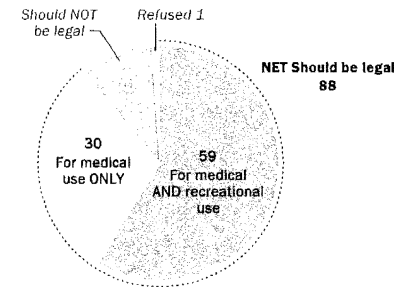 Should NOT
be legal
Refused 1
NET Should be legal
88
30
For medical
use ONLY
59
For medical
AND recreational
use